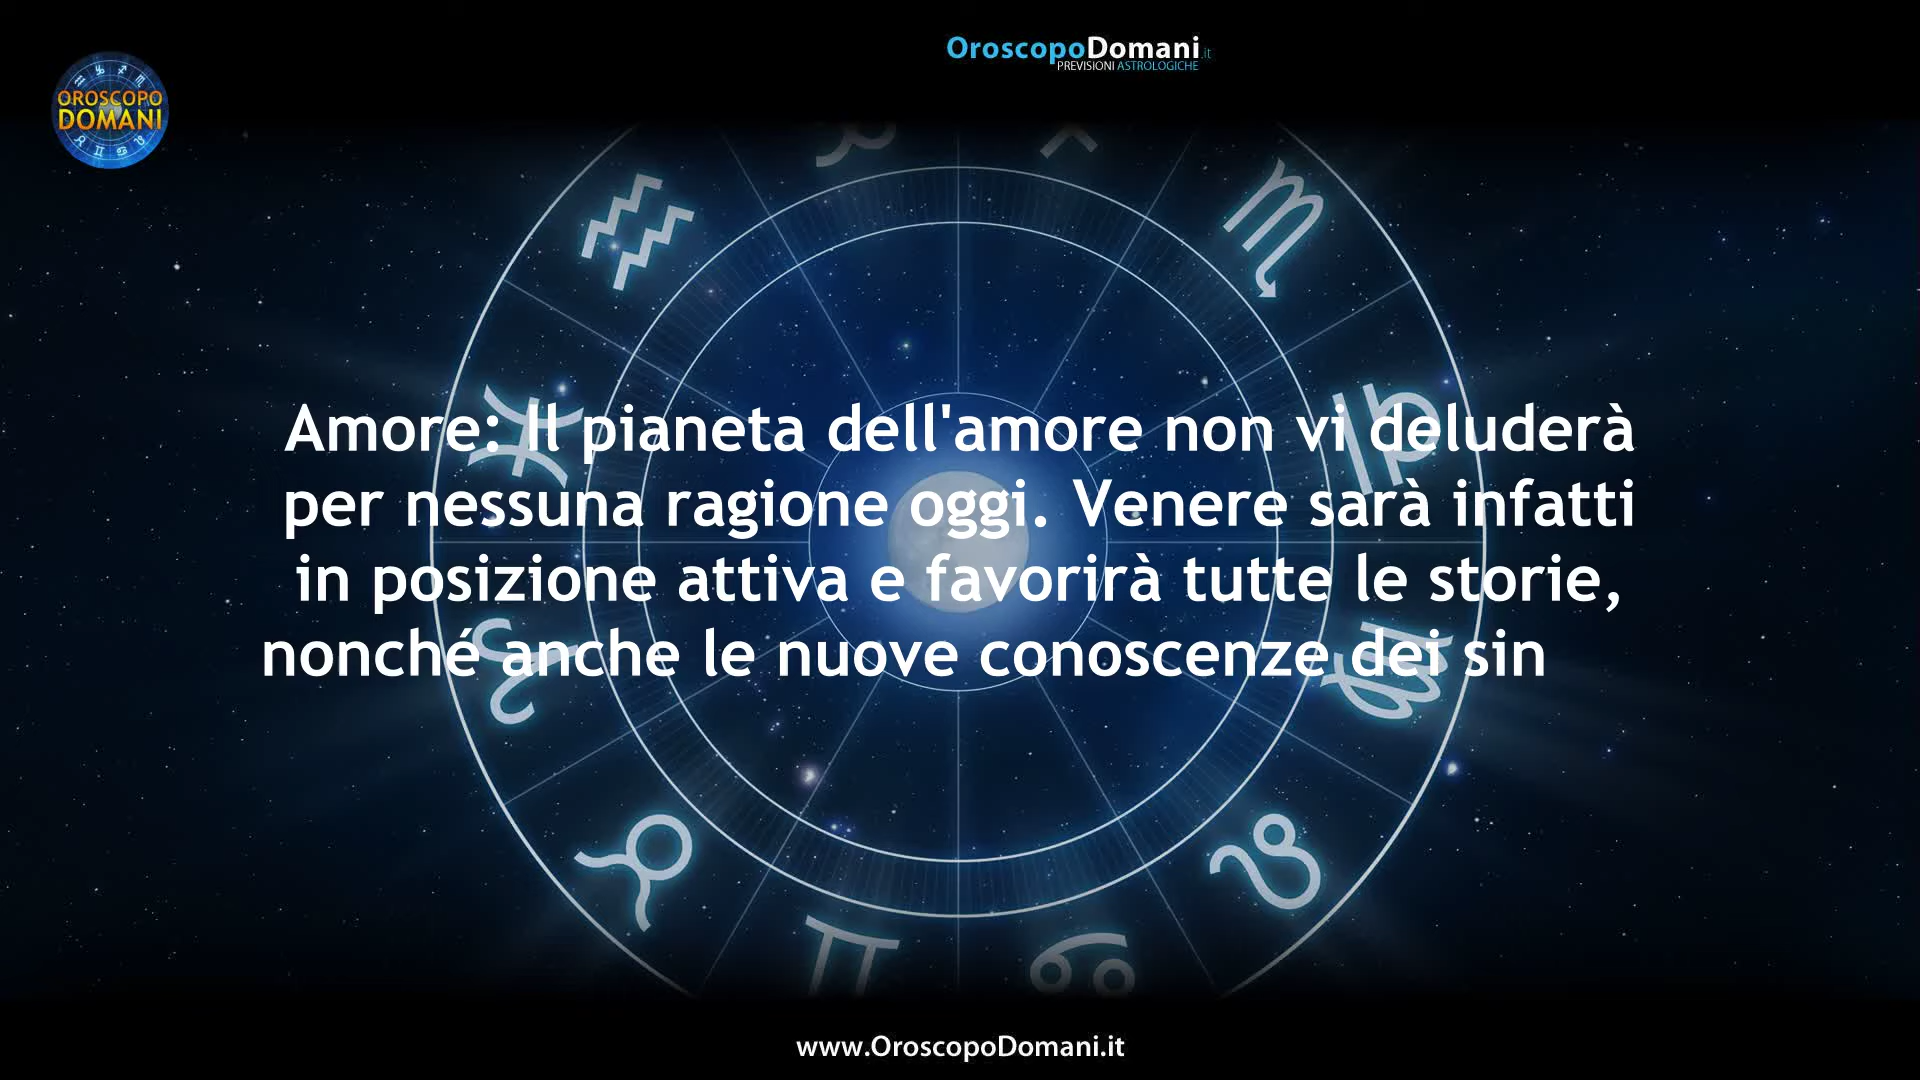 OroscopoDomani.it
PREVISIONI ASTROLOGICHE
OROSCOPO
DOMANI
Amore: Il pianeta dell'amore non vi deluderà
per nessuna ragione oggi. Venere sarà infatti
in posizione attiva e favorirà tutte le storie,
nonché anche le nuove conoscenze dei sin
www.OroscopoDomani.it